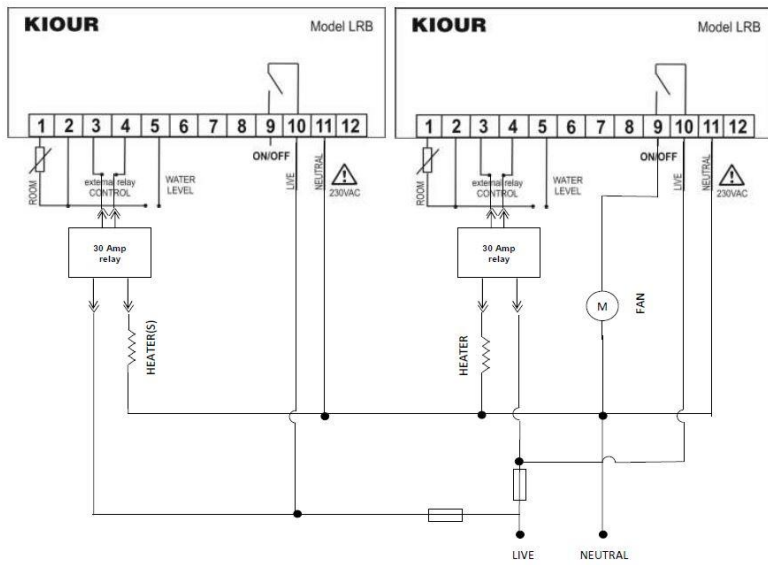 KIOUR Model LRB
1 2 3 4 5 6 7 8 9 10 11 12
ON/OFF
ROOM
external relay
CONTROL
WATER
LEVEL
LIVE
NEUTRAL
230VAC
30 Amp
relay
HEATER(S)
KIOUR Model LRB
1 2 3 4 5 6 7 8 9 10 11 12
ON/OFF
ROOM
external relay
CONTROL
WATER
LEVEL
LIVE
NEUTRAL
230VAC
30 Amp
relay
HEATER
M
FAN
LIVE
NEUTRAL